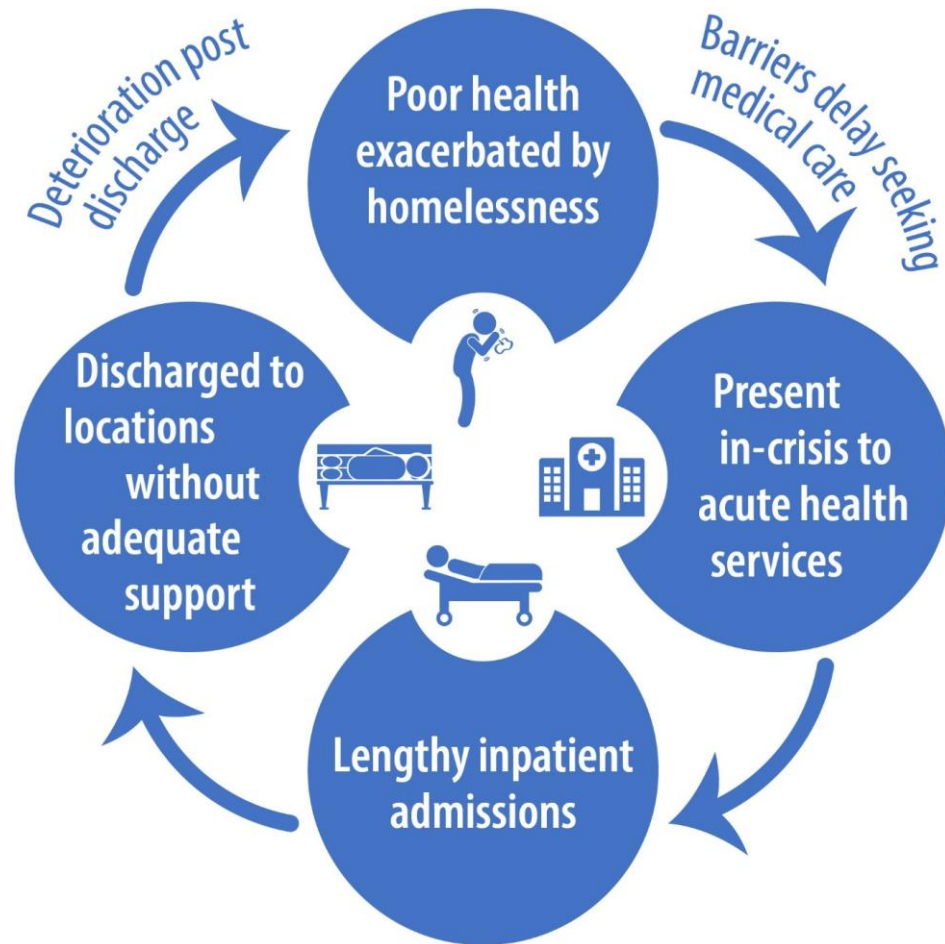 Deterioration post
discharge
Poor health
exacerbated by
homelessness
Barriers delay seeking
medical care
Present
in-crisis to
acute health
services
Lengthy inpatient
admissions
Discharged to
locations
without
adequate
support